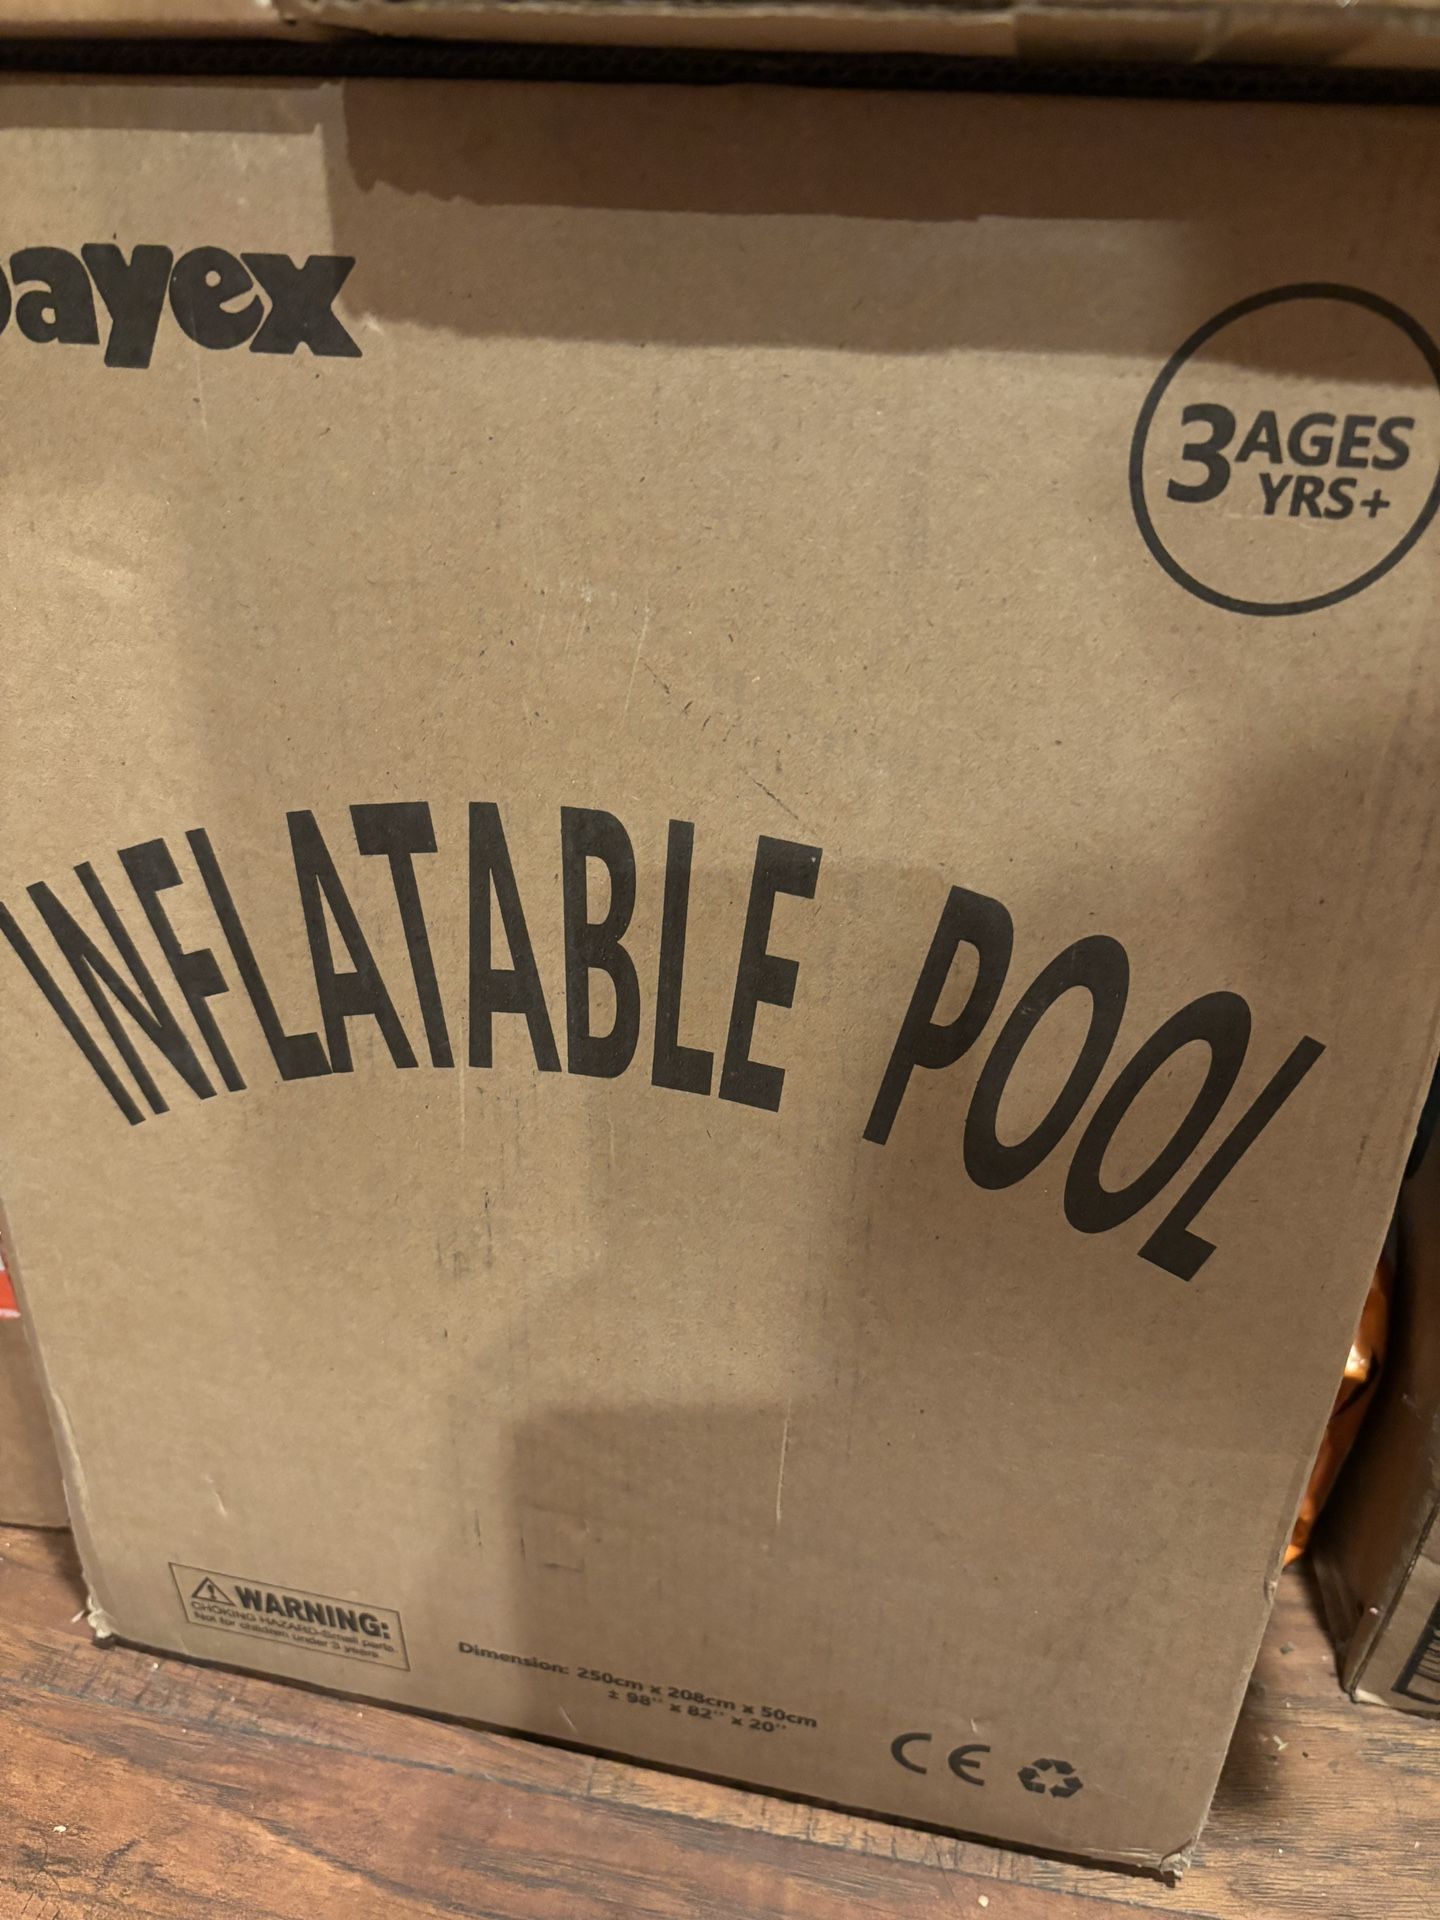 bayex
3 AGES
YRS+
INFLATABLE POOL
WARNING:
CHOKING HAZARD-Small parts.
Not for children under 3 years.
Dimension: 250cm x 208cm x 50cm
± 98'' x 82'' x 20''
CE